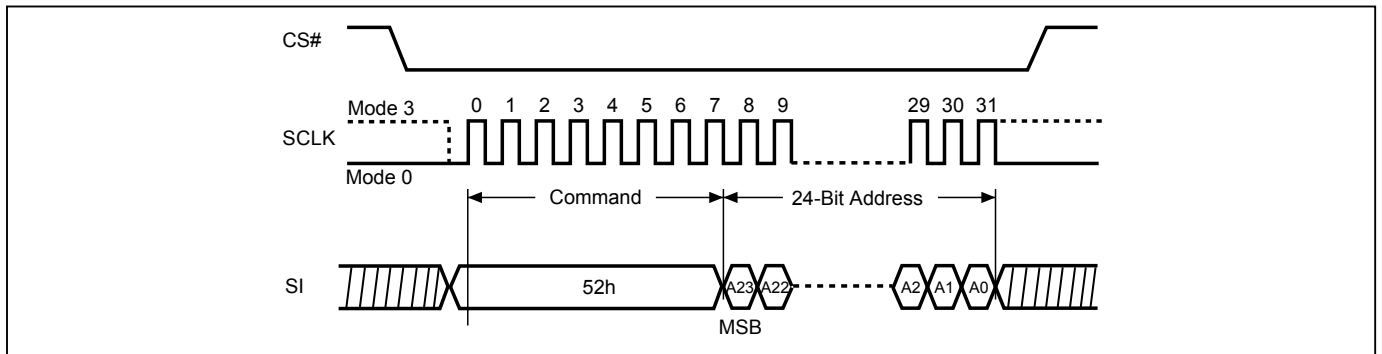 CS#
Mode 3
0 1 2 3 4 5 6 7 8 9 29 30 31
SCLK
Mode 0
Command 24-Bit Address
SI 52h A23 A22 A2 A1 A0
MSB